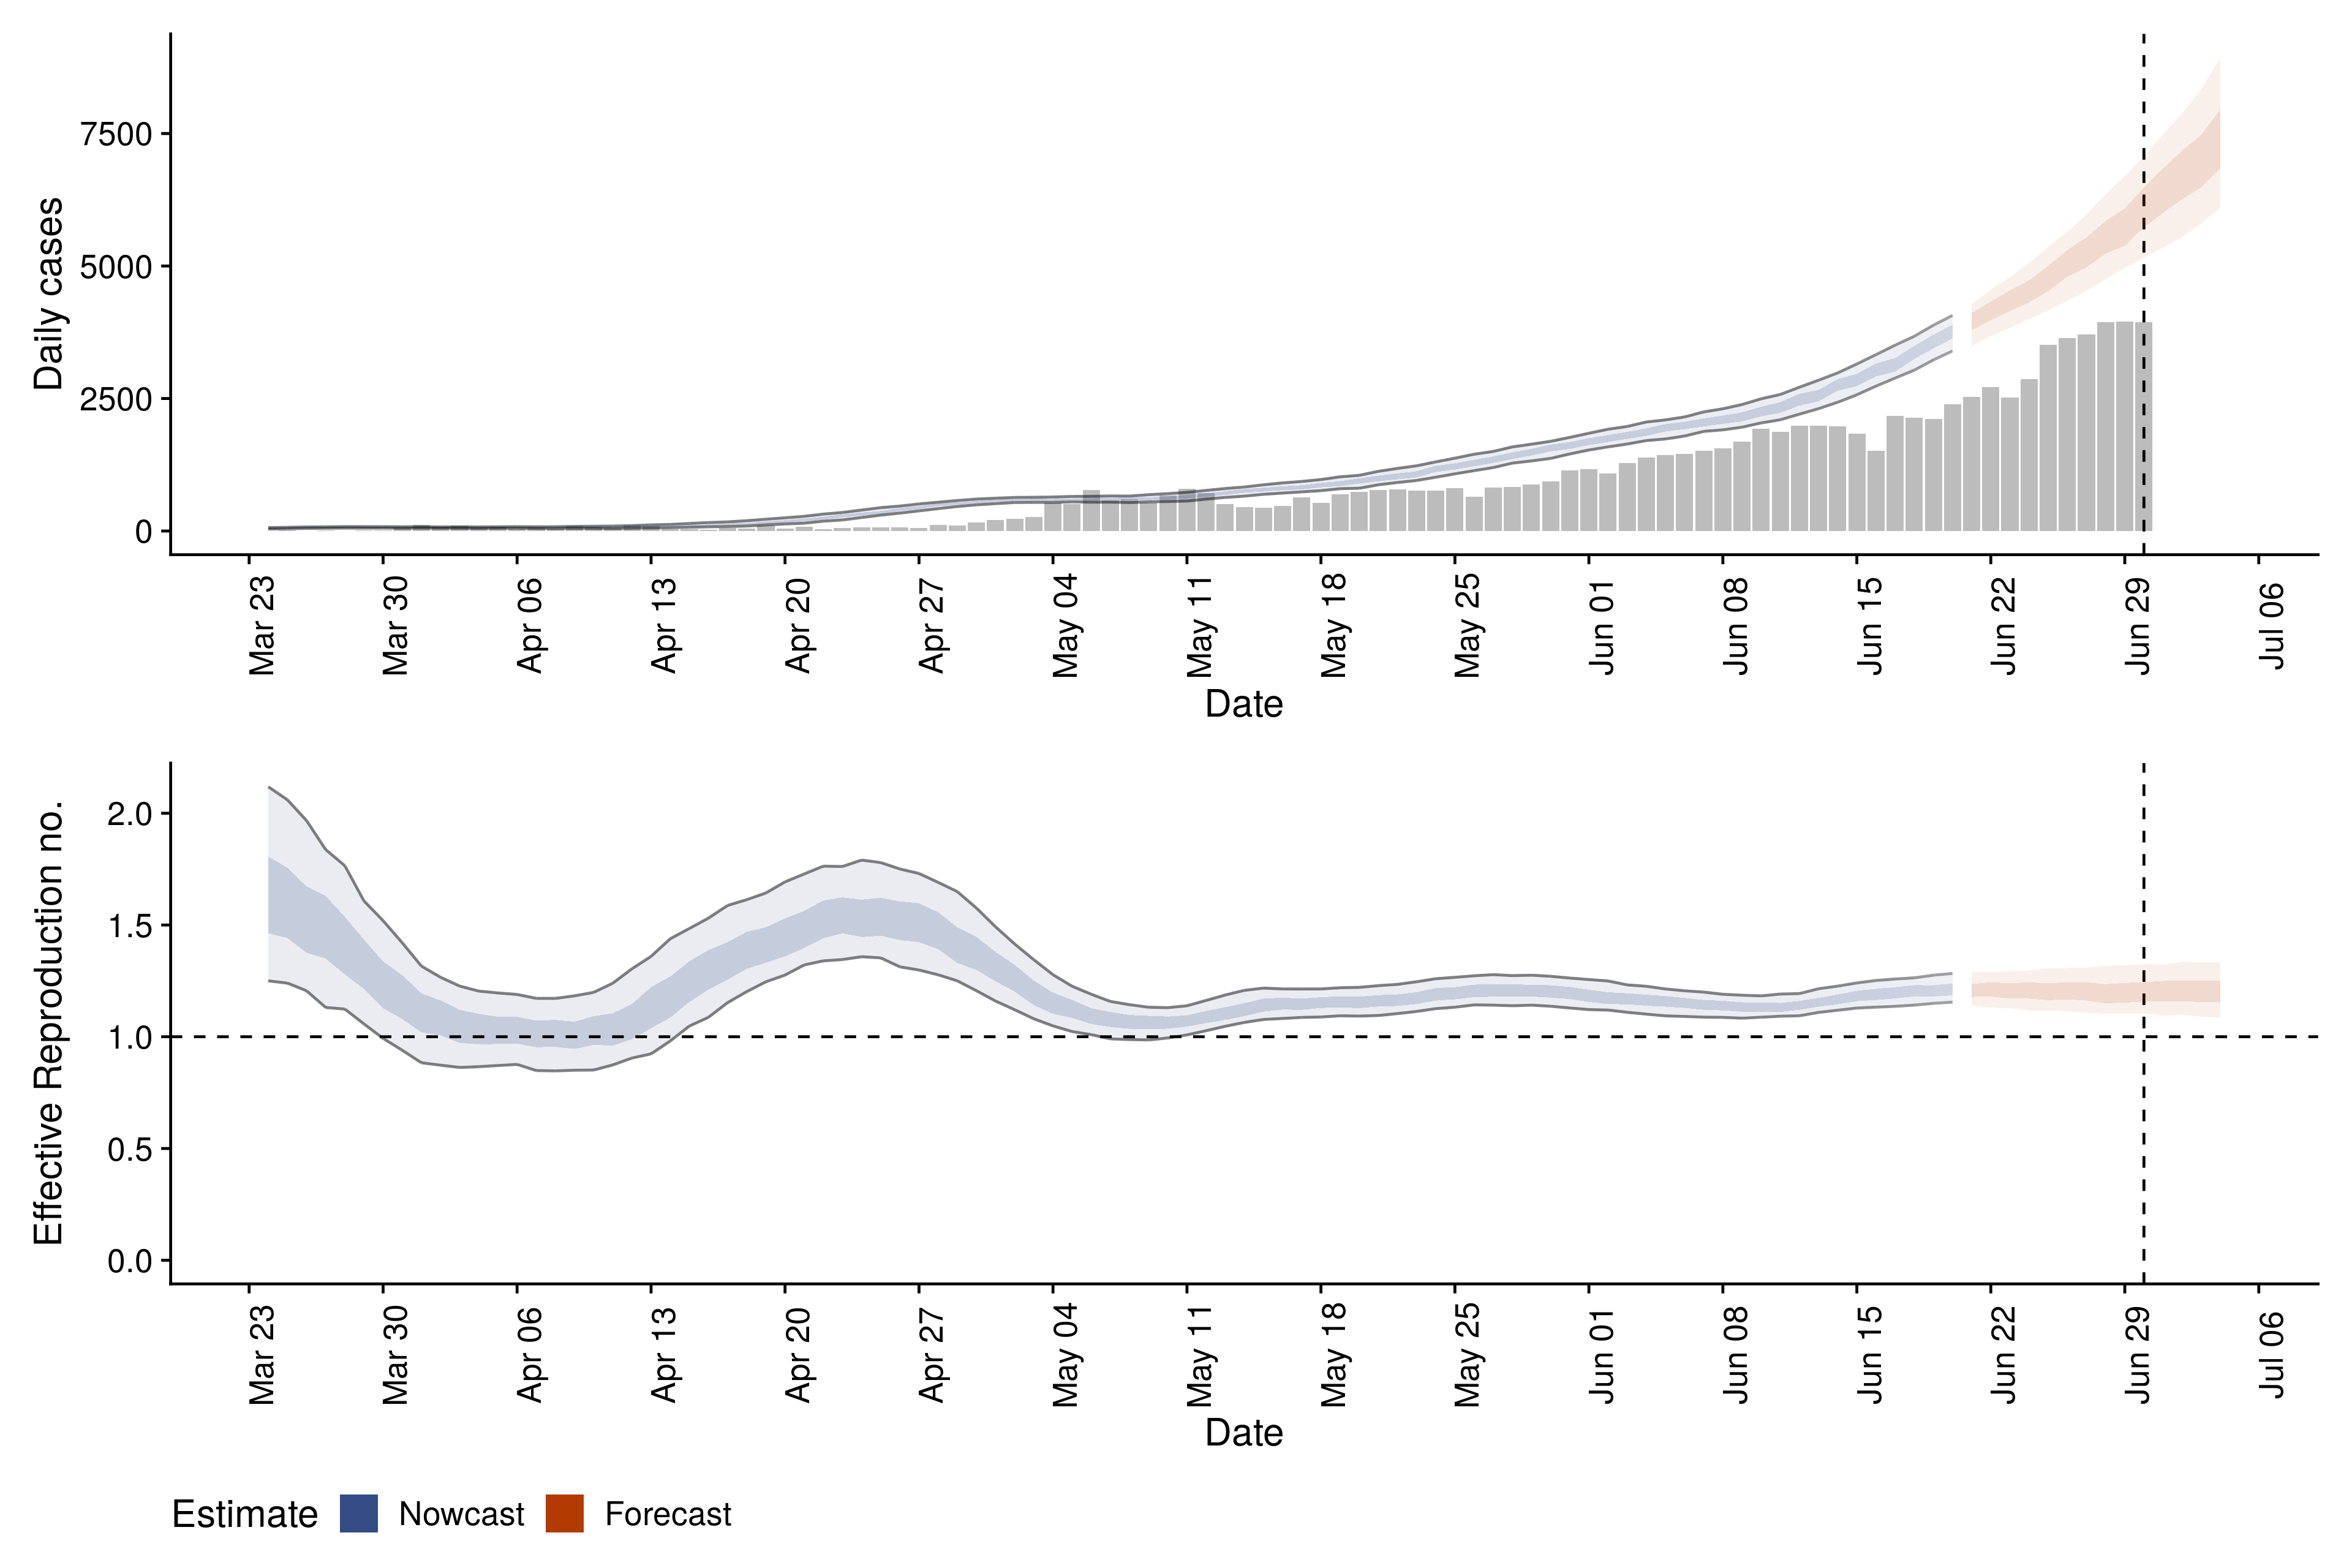 Daily cases
7500
5000
2500
0
Mar 23
Mar 30
Apr 06
Apr 13
Apr 20
Apr 27
May 04
May 11
May 18
May 25
Jun 01
Jun 08
Jun 15
Jun 22
Jun 29
Jul 06
Date
Effective Reproduction no.
2.0
1.5
1.0
0.5
0.0
Mar 23
Mar 30
Apr 06
Apr 13
Apr 20
Apr 27
May 04
May 11
May 18
May 25
Jun 01
Jun 08
Jun 15
Jun 22
Jun 29
Jul 06
Date
Estimate Nowcast Forecast